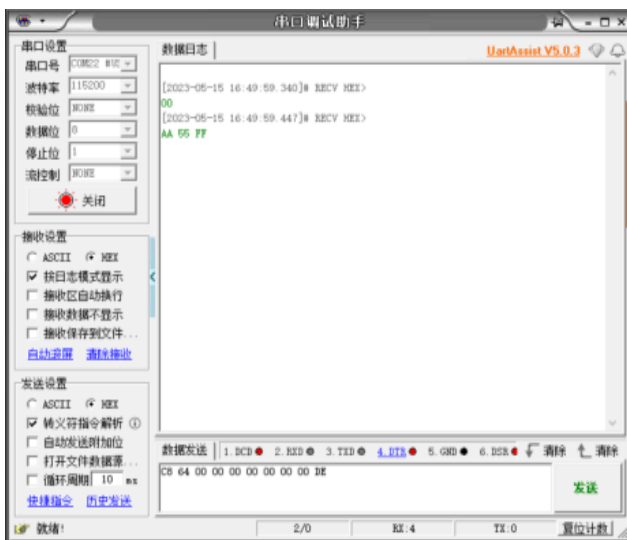 串口调试助手
串口设置
串口号 COM22 #US
波特率 115200
校验位 NONE
数据位 8
停止位 1
流控制 NONE
关闭
接收设置
ASCII HEX
按日志模式显示
接收区自动换行
接收数据不显示
接收保存到文件...
自动滚屏 清除接收
发送设置
ASCII HEX
转义符指令解析
自动发送附加位
打开文件数据源...
循环周期 10 ms
快捷指令 历史发送
数据日志 UartAssist V5.0.3
[2023-05-15 16:49:59.340]# RECV HEX>
00
[2023-05-15 16:49:59.447]# RECV HEX>
AA 55 FF
数据发送 1. DCD 2. RXD 3. TXD 4. DTR 5. GND 6. DSR 清除 清除
C8 64 00 00 00 00 00 00 00 DE
发送
就绪! 2/0 RX:4 TX:0 复位计数